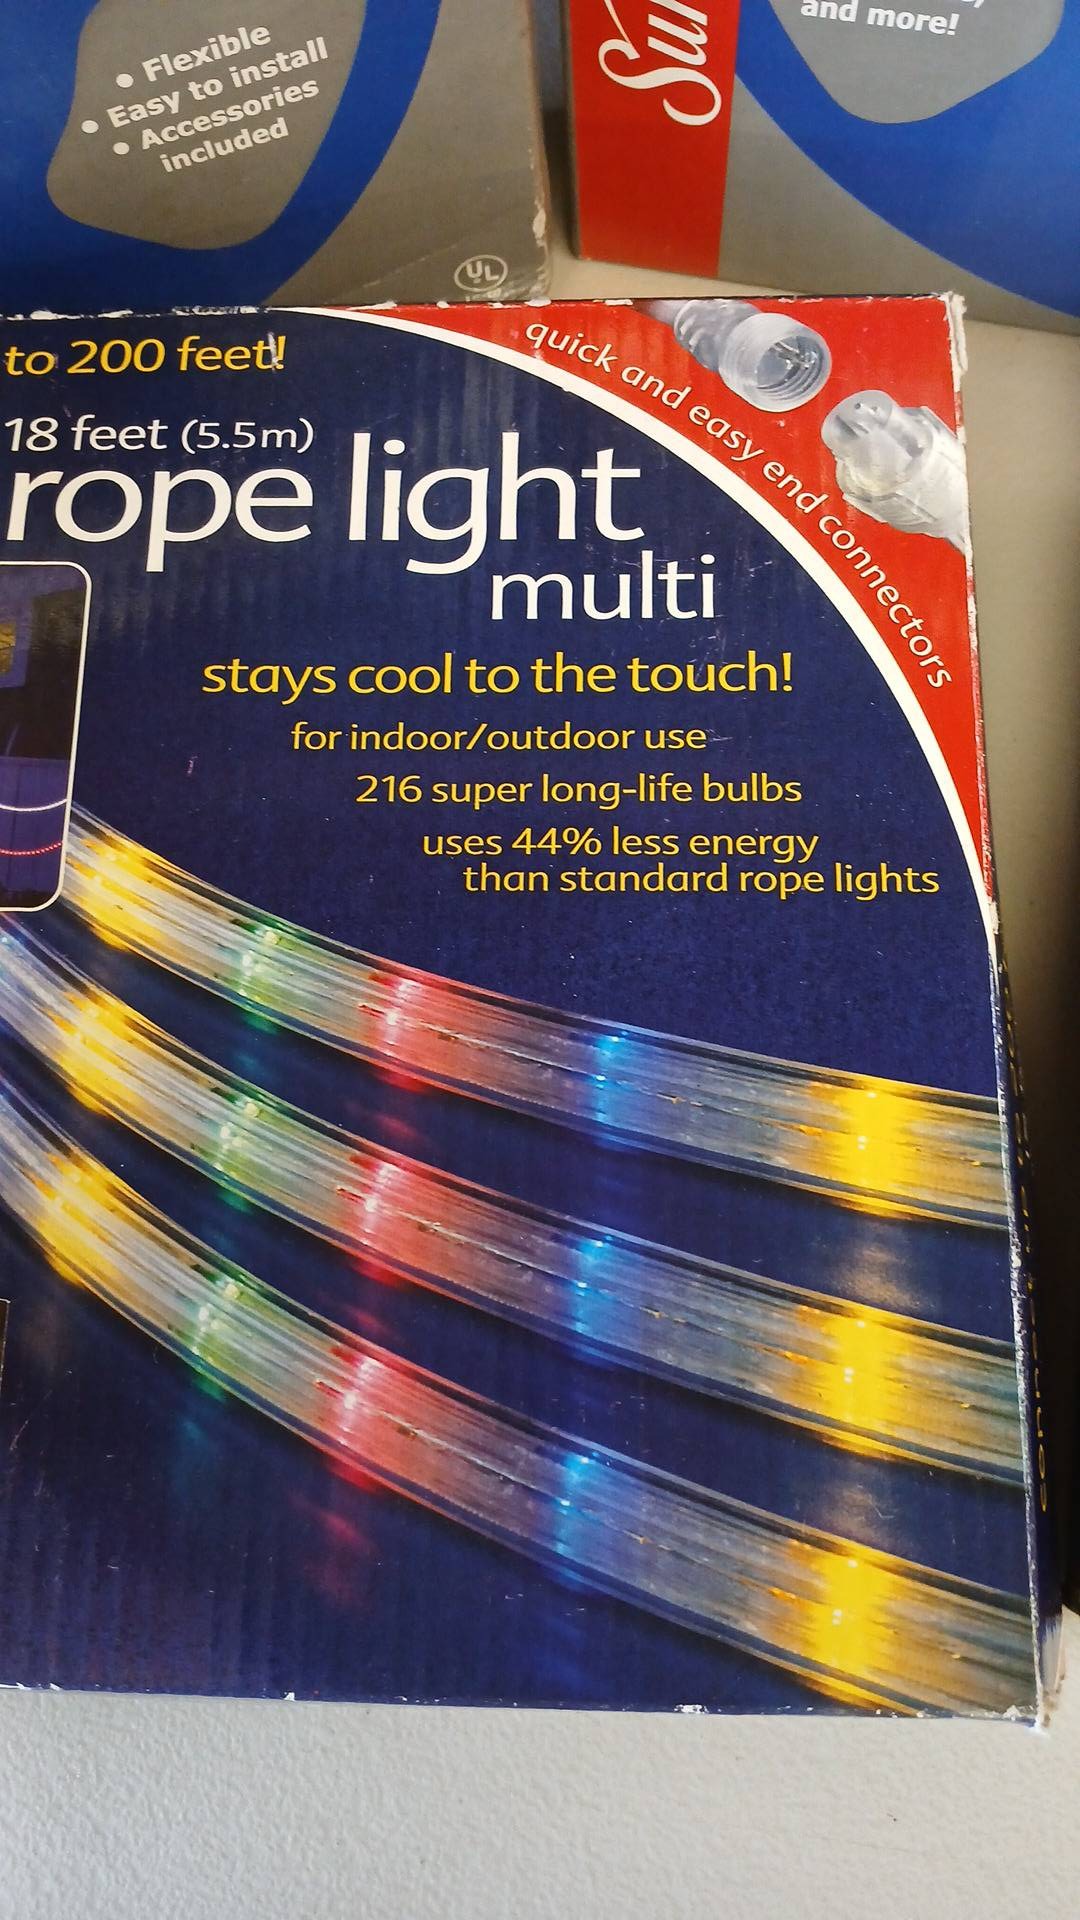 • Flexible
• Easy to install
• Accessories
included
UL
and more!
to 200 feet!
18 feet (5.5m)
rope light
multi
quick and easy end connectors
stays cool to the touch!
for indoor/outdoor use
216 super long-life bulbs
uses 44% less energy
than standard rope lights